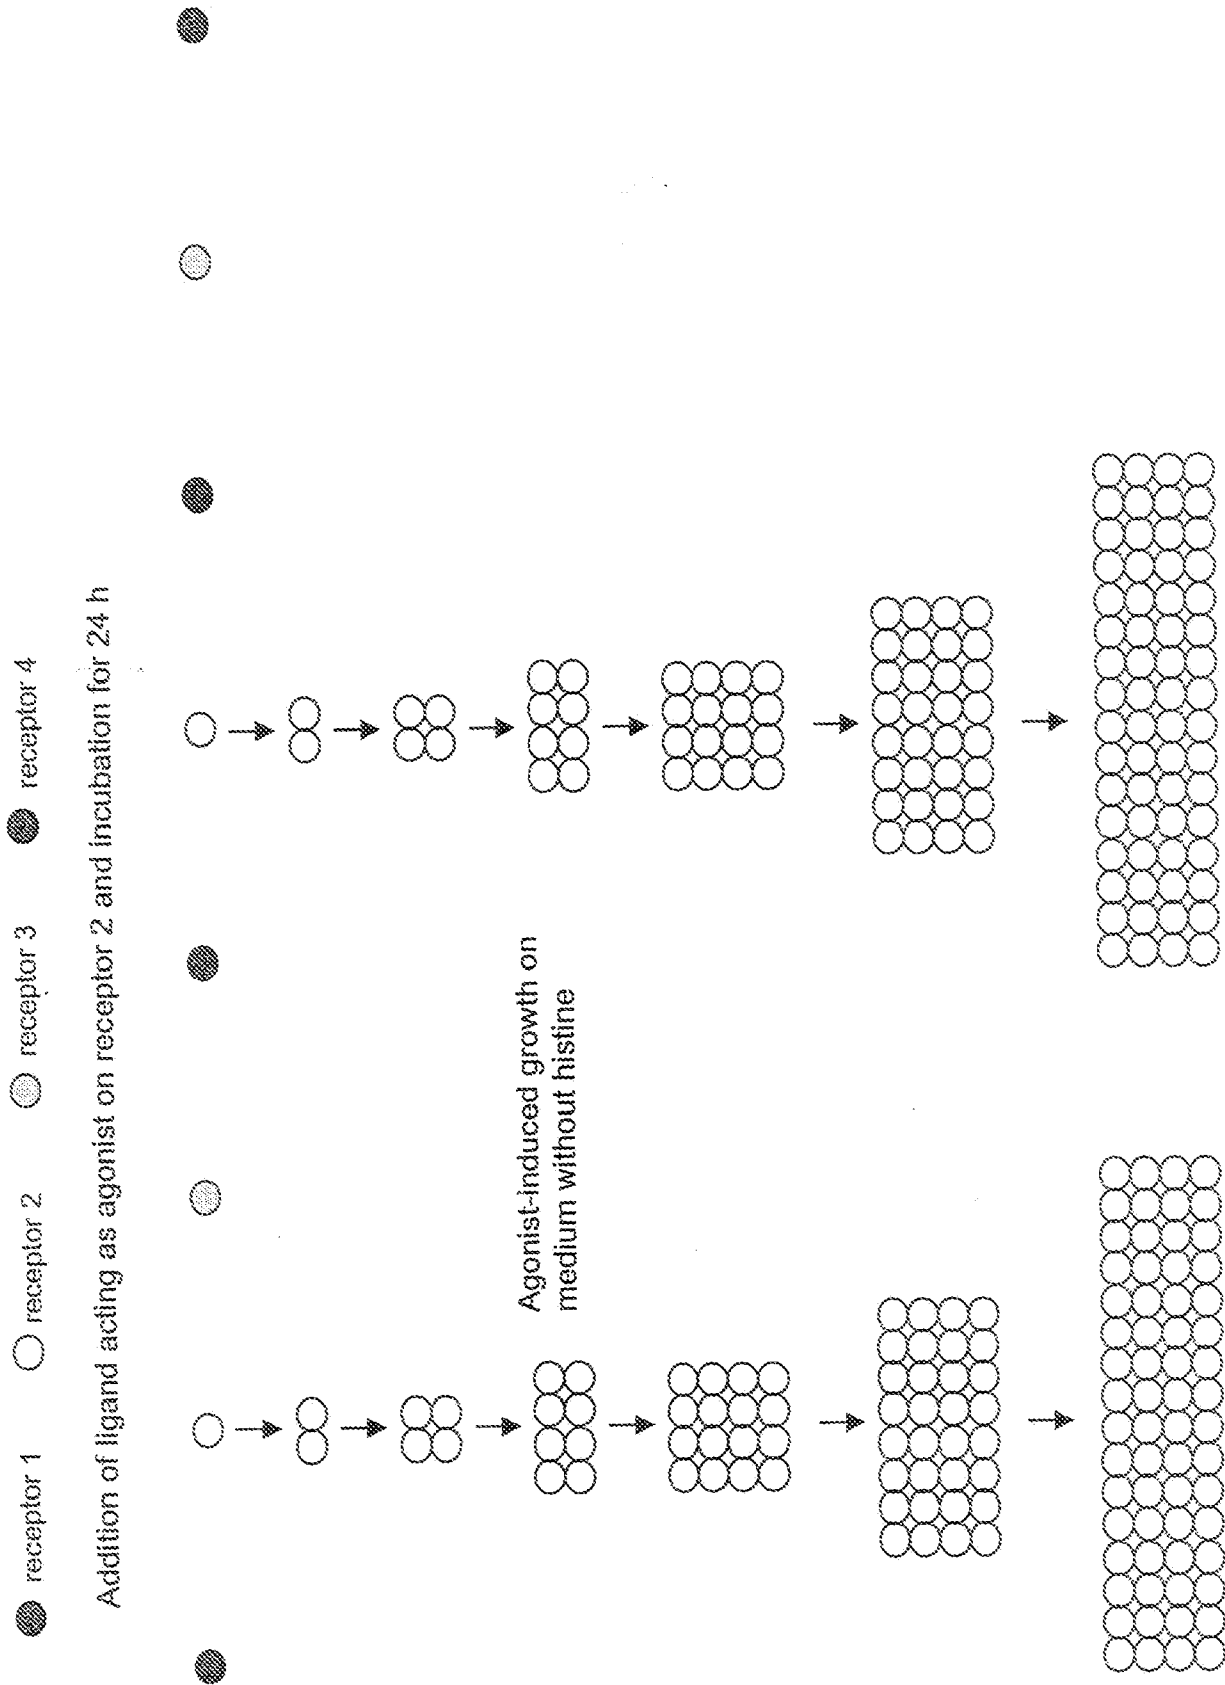 receptor 1 receptor 2 receptor 3 receptor 4
Addition of ligand acting as agonist on receptor 2 and incubation for 24 h
Agonist-induced growth on
medium without histine